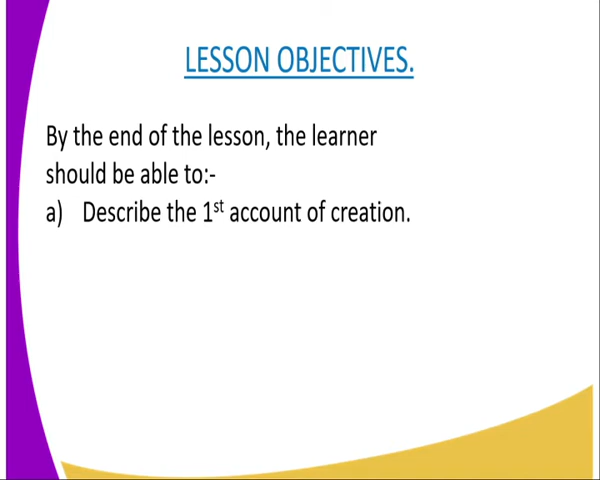 LESSON OBJECTIVES.
By the end of the lesson, the learner
should be able to:-
a) Describe the 1st account of creation.